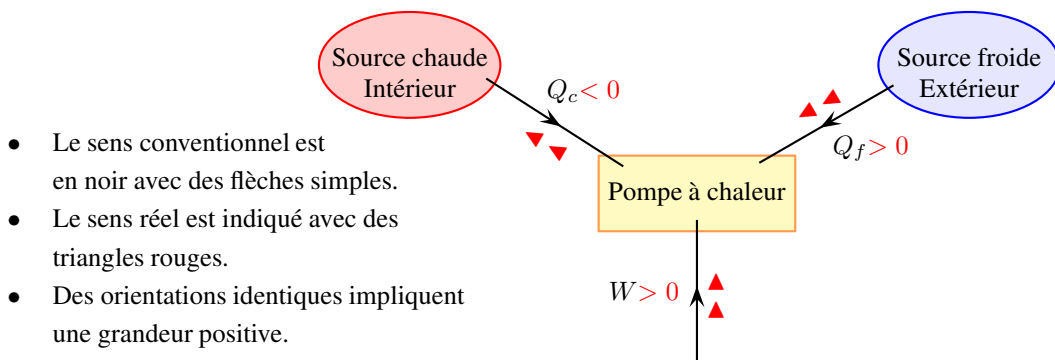 Source chaude
Intérieur
Source froide
Extérieur
Q_c < 0
Q_f > 0
Pompe à chaleur
W > 0
• Le sens conventionnel est
en noir avec des flèches simples.
• Le sens réel est indiqué avec des
triangles rouges.
• Des orientations identiques impliquent
une grandeur positive.